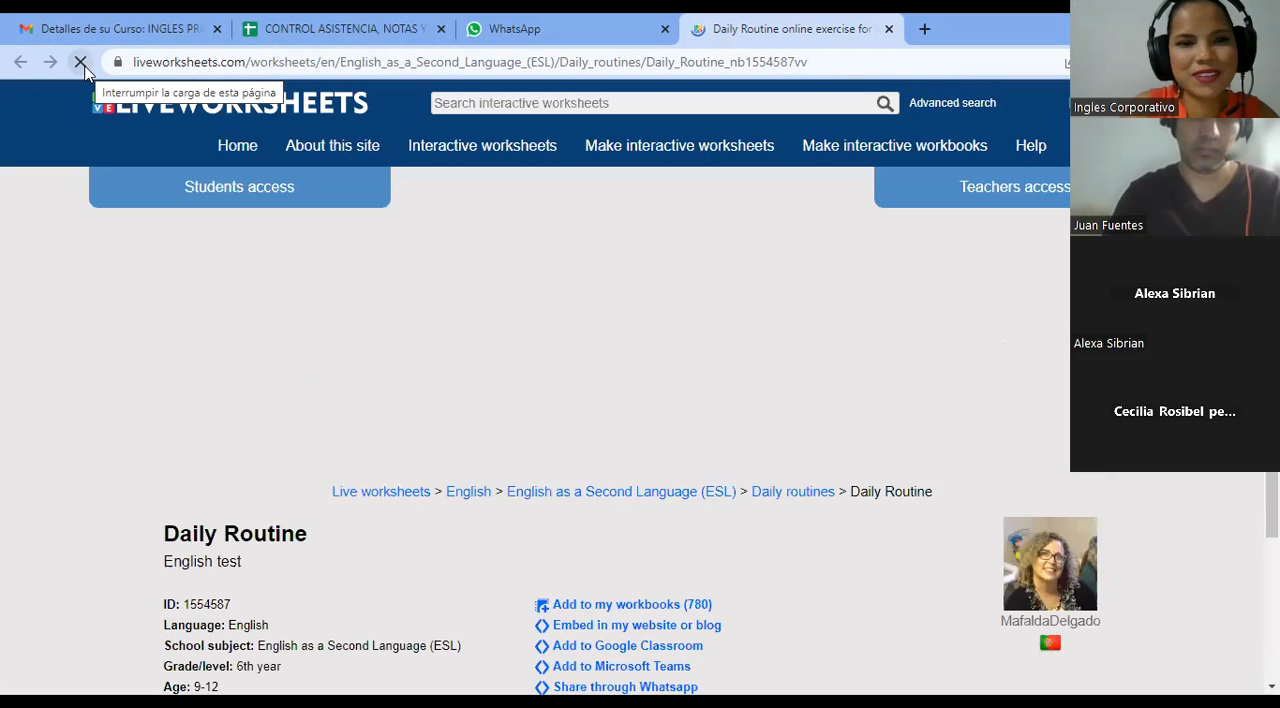 Detalles de su Curso: INGLES PRI
CONTROL ASISTENCIA, NOTAS Y
WhatsApp
Daily Routine online exercise for
liveworksheets.com/worksheets/en/English_as_a_Second_Language_(ESL)/Daily_routines/Daily_Routine_nb1554587vv
Interrumpir la carga de esta página
LIVEWORKSHEETS
Search interactive worksheets
Advanced search
Home
About this site
Interactive worksheets
Make interactive worksheets
Make interactive workbooks
Help
Students access
Teachers access
Ingles Corporativo
Juan Fuentes
Alexa Sibrian
Alexa Sibrian
Cecilia Rosibel pe...
Live worksheets > English > English as a Second Language (ESL) > Daily routines > Daily Routine
Daily Routine
English test
ID: 1554587
Language: English
School subject: English as a Second Language (ESL)
Grade/level: 6th year
Age: 9-12
Add to my workbooks (780)
Embed in my website or blog
Add to Google Classroom
Add to Microsoft Teams
Share through Whatsapp
MafaldaDelgado